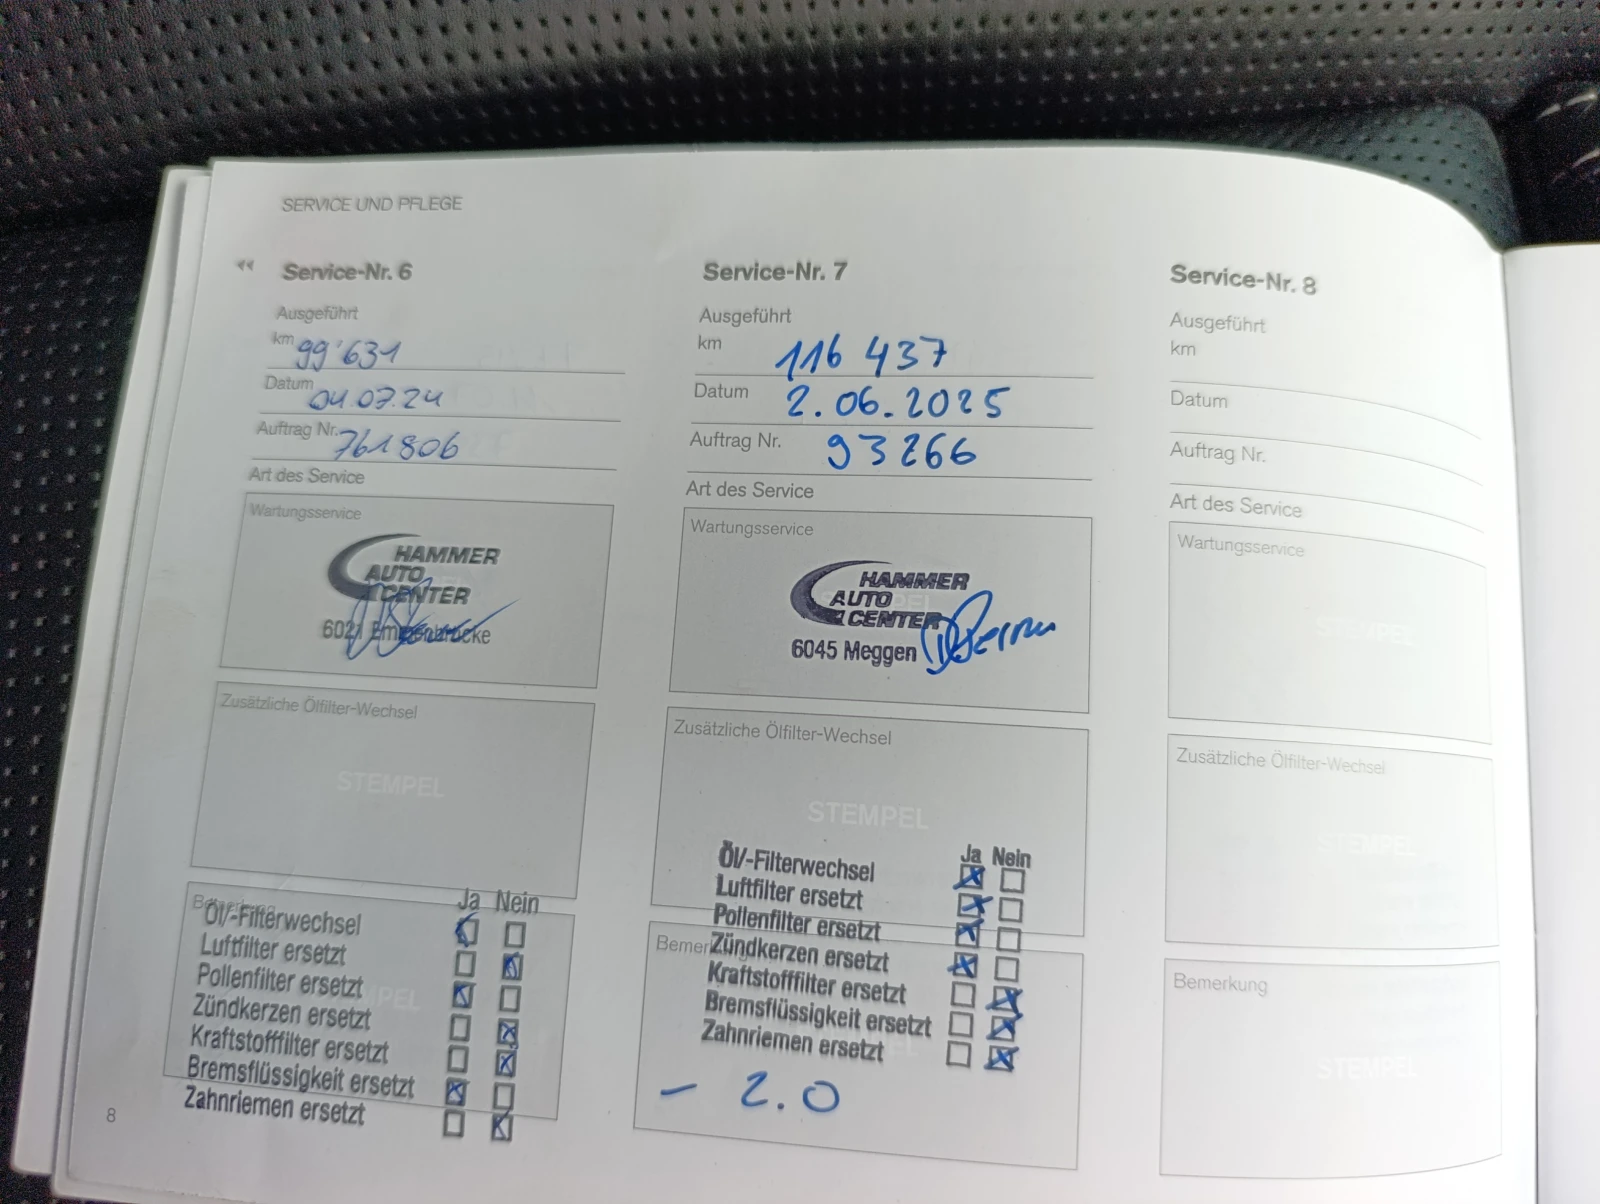 SERVICE UND PFLEGE
Service-Nr. 6
Ausgeführt
km 99'631
Datum 04.07.24
Auftrag Nr. 761806
Art des Service
Wartungsservice
HAMMER
AUTO
CENTER
6021 Emmenbrücke
Zusätzliche Ölfilter-Wechsel
STEMPEL
Bemerkung
Ja Nein
Öl/-Filterwechsel
Luftfilter ersetzt
Pollenfilter ersetzt
Zündkerzen ersetzt
Kraftstofffilter ersetzt
Bremsflüssigkeit ersetzt
Zahnriemen ersetzt
8
Service-Nr. 7
Ausgeführt
km 116 437
Datum 2.06.2025
Auftrag Nr. 93266
Art des Service
Wartungsservice
HAMMER
AUTO
CENTER
6045 Meggen
Zusätzliche Ölfilter-Wechsel
STEMPEL
Ja Nein
Öl/-Filterwechsel
Luftfilter ersetzt
Pollenfilter ersetzt
Zündkerzen ersetzt
Kraftstofffilter ersetzt
Bremsflüssigkeit ersetzt
Zahnriemen ersetzt
- 2.0
Service-Nr. 8
Ausgeführt
km
Datum
Auftrag Nr.
Art des Service
Wartungsservice
STEMPEL
Zusätzliche Ölfilter-Wechsel
STEMPEL
Bemerkung
STEMPEL